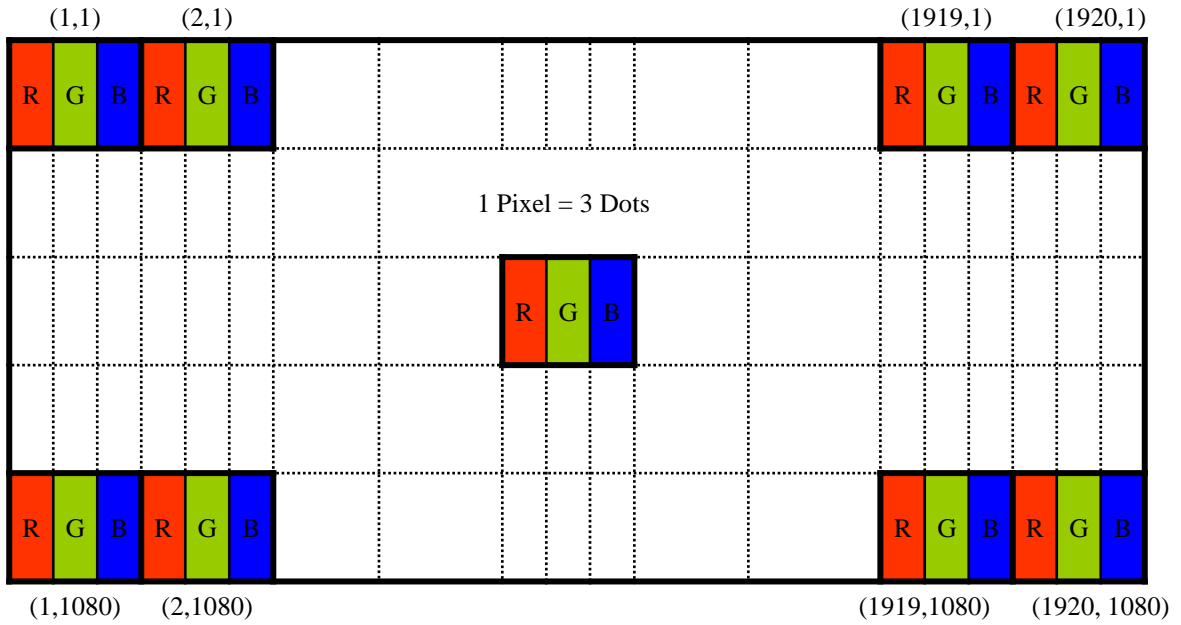 (1,1) (2,1) (1919,1) (1920,1)
R G B R G B R G B R G B
1 Pixel = 3 Dots
R G B
R G B R G B R G B R G B
(1,1080) (2,1080) (1919,1080) (1920, 1080)